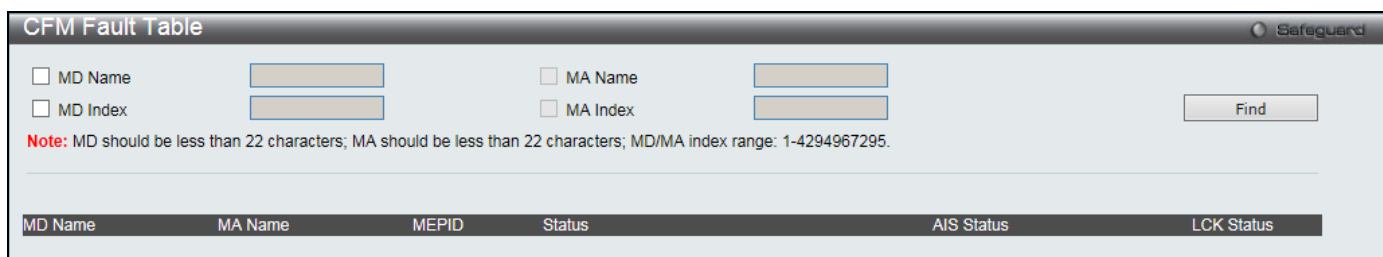 CFM Fault Table
Safeguard
MD Name
MA Name
MD Index
MA Index
Find
Note: MD should be less than 22 characters; MA should be less than 22 characters; MD/MA index range: 1-4294967295.
MD Name MA Name MEPID Status AIS Status LCK Status